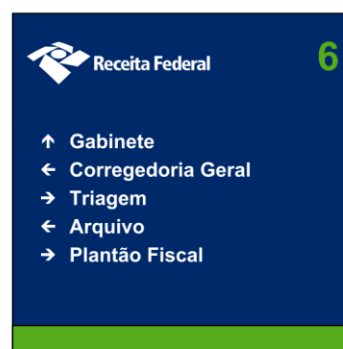 Receita Federal
6
↑ Gabinete
← Corregedoria Geral
→ Triagem
← Arquivo
→ Plantão Fiscal